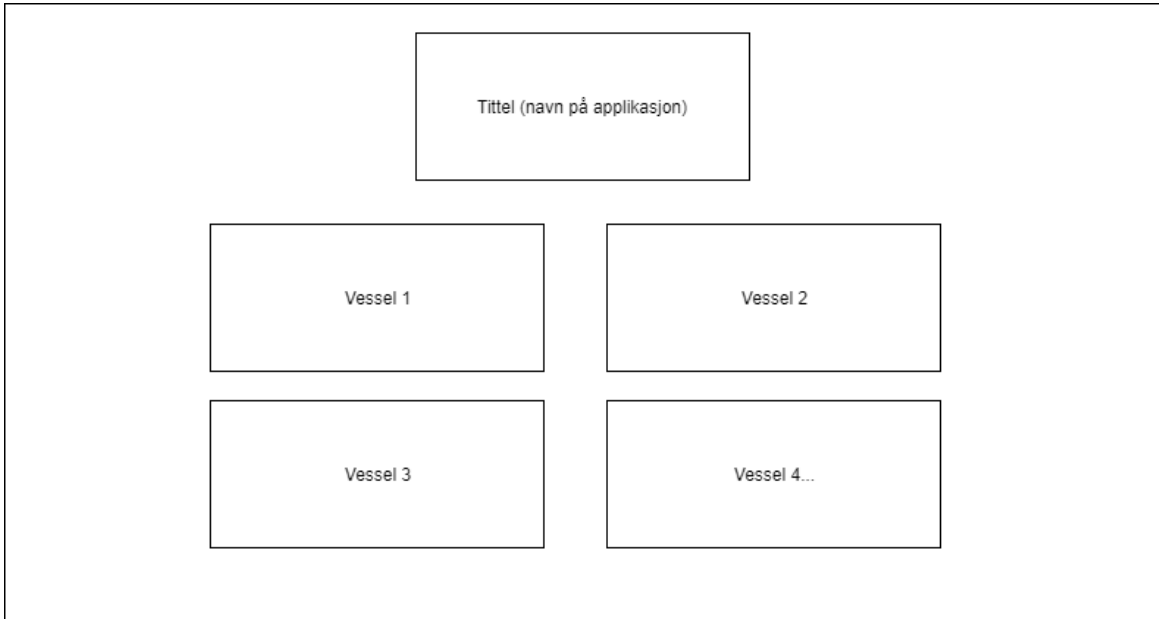 Tittel (navn på applikasjon)
Vessel 1
Vessel 2
Vessel 3
Vessel 4...